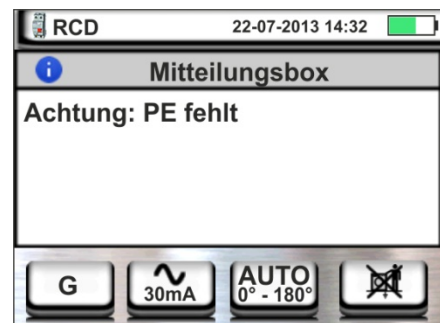 RCD 22-07-2013 14:32
i Mitteilungsbox
Achtung: PE fehlt
G 30mA AUTO
0° - 180°